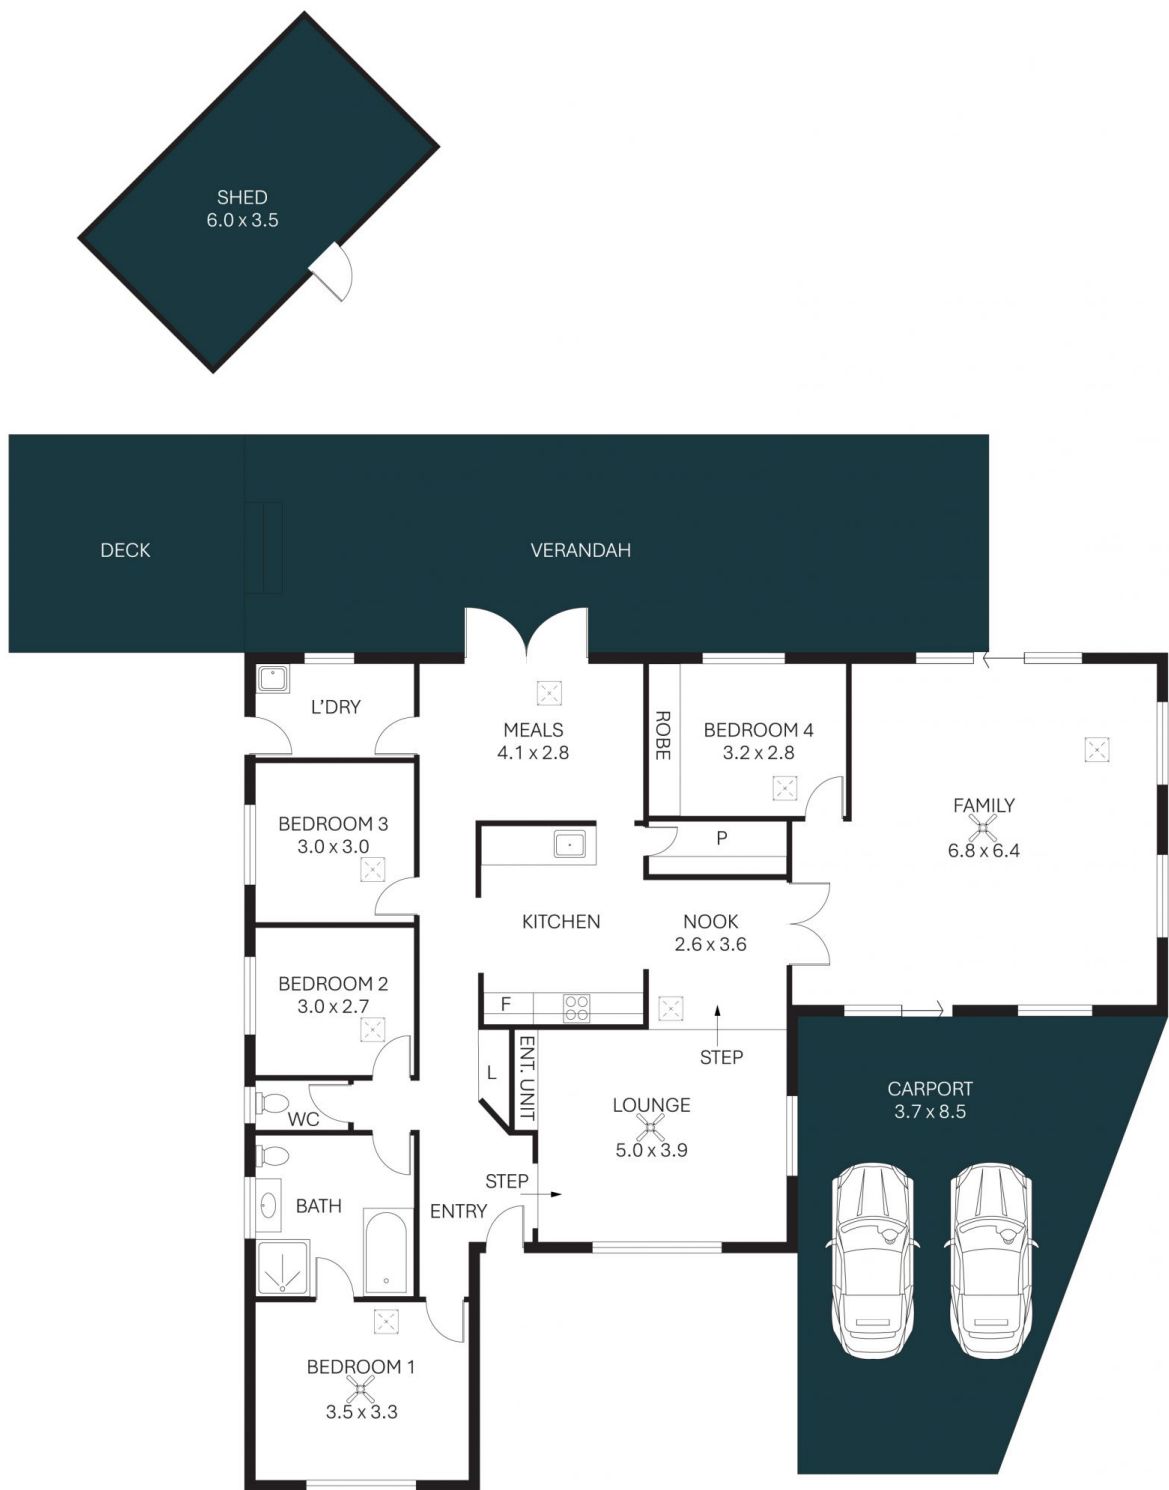 SHED
6.0 x 3.5
DECK
VERANDAH
L'DRY
MEALS
4.1 x 2.8
ROBE
BEDROOM 4
3.2 x 2.8
FAMILY
6.8 x 6.4
BEDROOM 3
3.0 x 3.0
P
KITCHEN
NOOK
2.6 x 3.6
BEDROOM 2
3.0 x 2.7
F
STEP
L
ENT. UNIT
LOUNGE
5.0 x 3.9
CARPORT
3.7 x 8.5
WC
BATH
ENTRY
STEP
BEDROOM 1
3.5 x 3.3